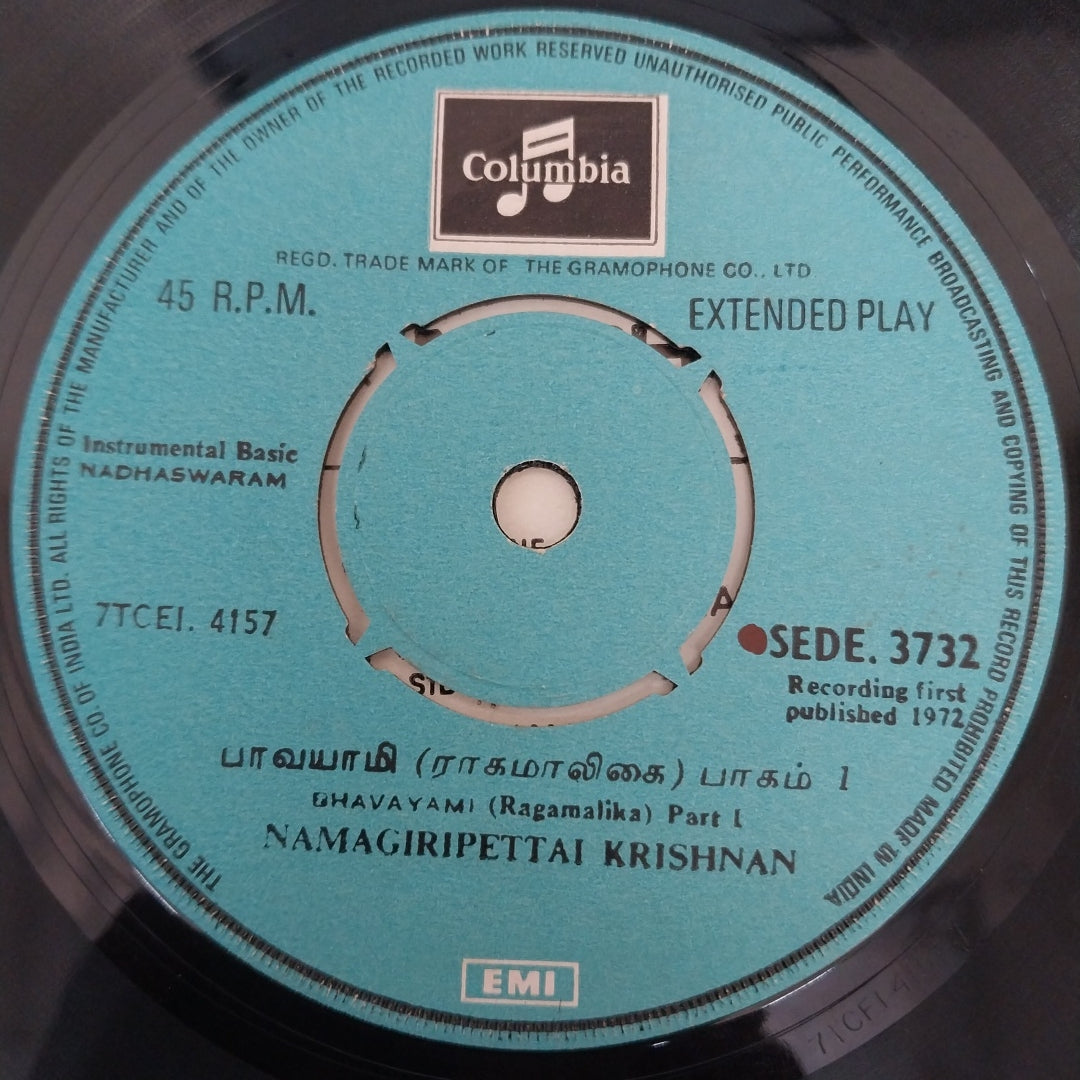 THE GRAMOPHONE CO. OF INDIA LTD. ALL RIGHTS OF THE MANUFACTURER AND OF THE OWNER OF THE RECORDED WORK RESERVED UNAUTHORISED PUBLIC PERFORMANCE BROADCASTING AND COPYING OF THIS RECORD PROHIBITED MADE IN INDIA
Columbia
REGD. TRADE MARK OF THE GRAMOPHONE CO., LTD
45 R.P.M.
EXTENDED PLAY
Instrumental Basic
NADHASWARAM
7TCEI. 4157
SEDE. 3732
Recording first
published 1972
பாவயாமி (ராகமாலிகை) பாகம் 1
BHAVAYAMI (Ragamalika) Part I
NAMAGIRIPETTAI KRISHNAN
EMI